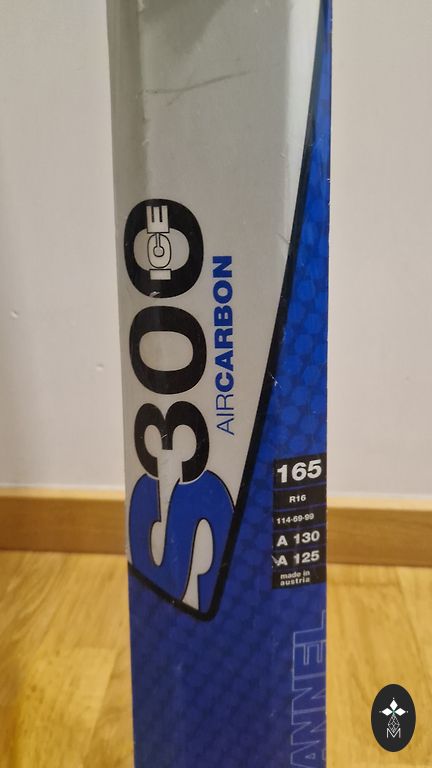 S300
ICE
AIRCARBON
165
R16
114-69-99
A 130
A 125
made in
austria
M